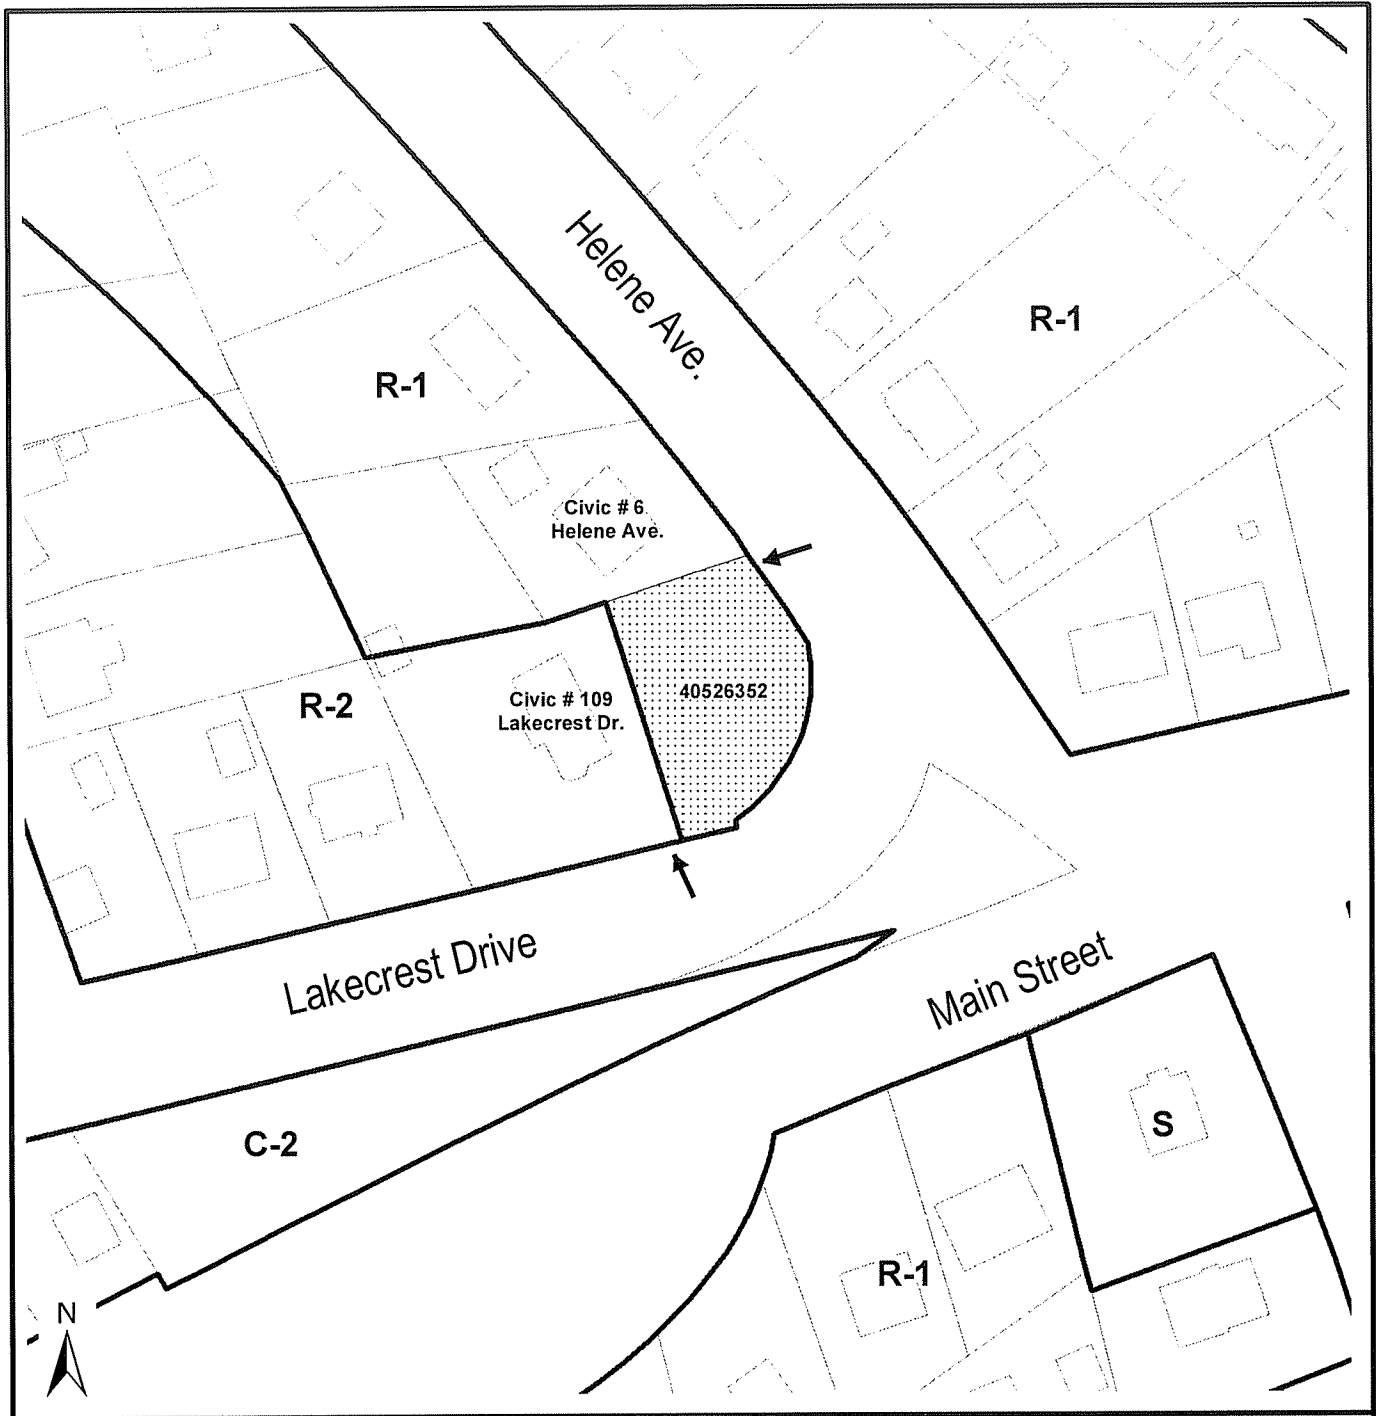 Helene Ave.
R-1
R-1
Civic # 6
Helene Ave.
40526352
R-2
Civic # 109
Lakecrest Dr.
Lakecrest Drive
Main Street
C-2
S
R-1
N